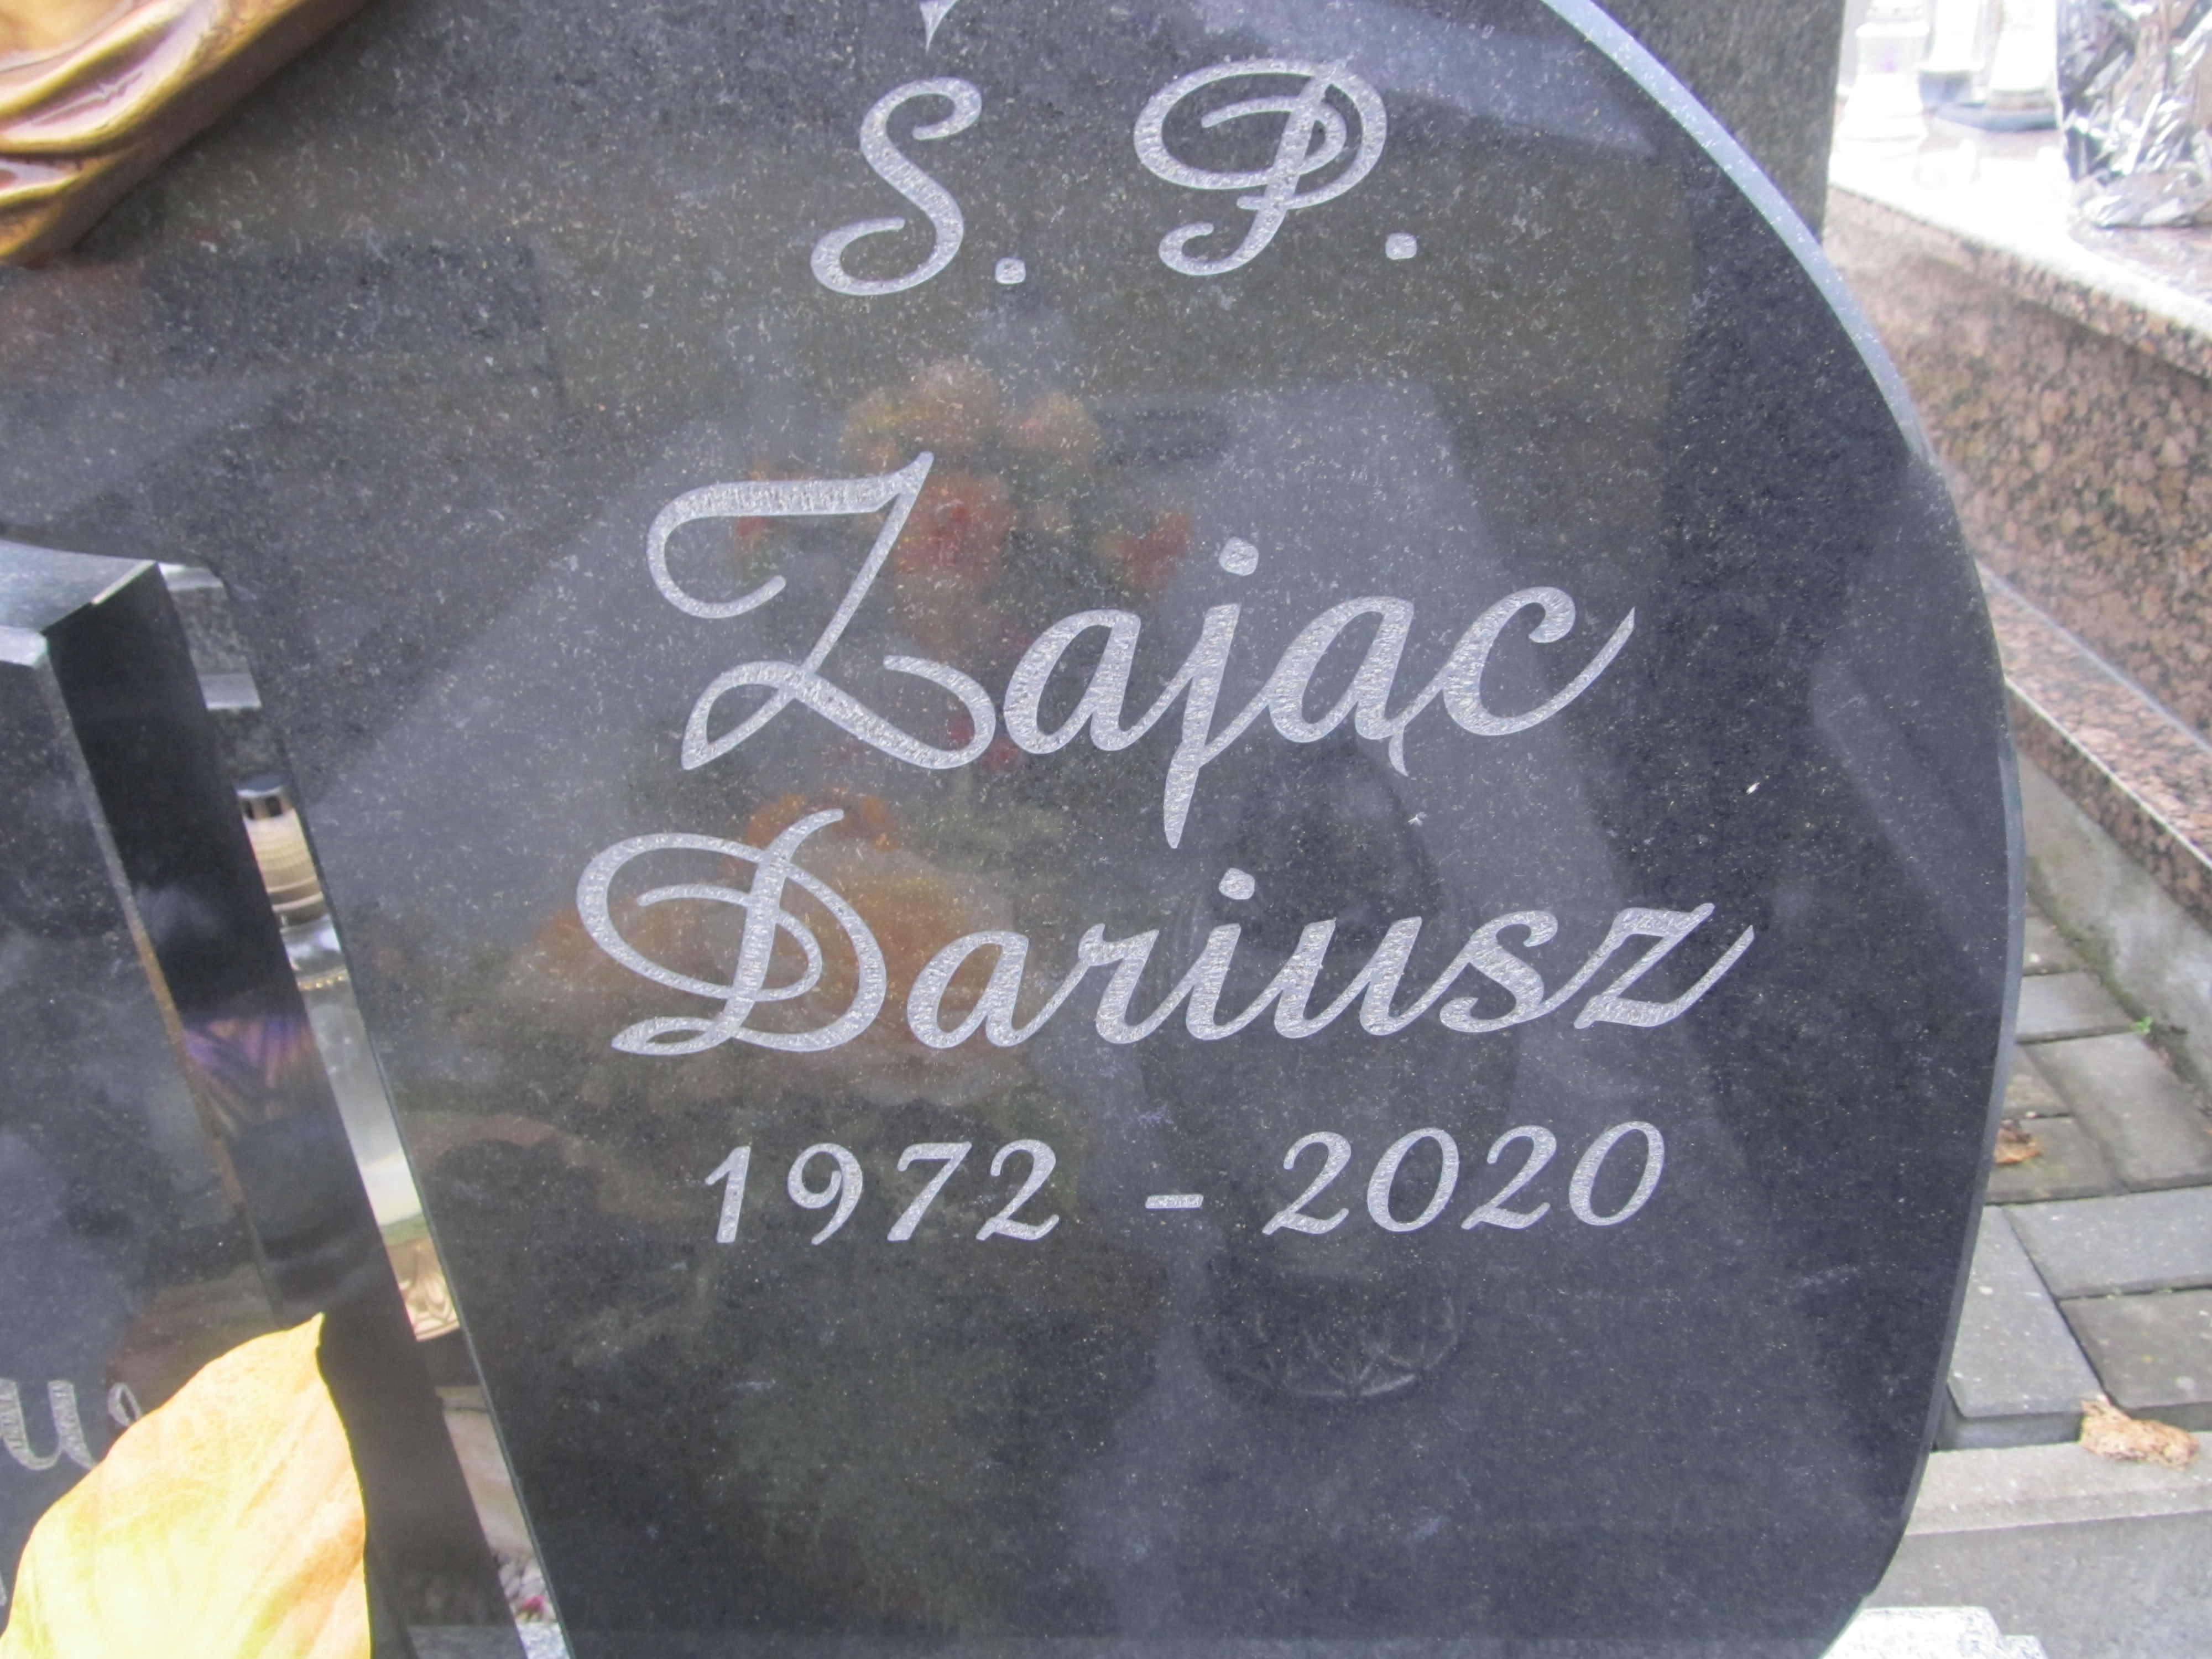 Ś. P.
Zając
Dariusz
1972 - 2020